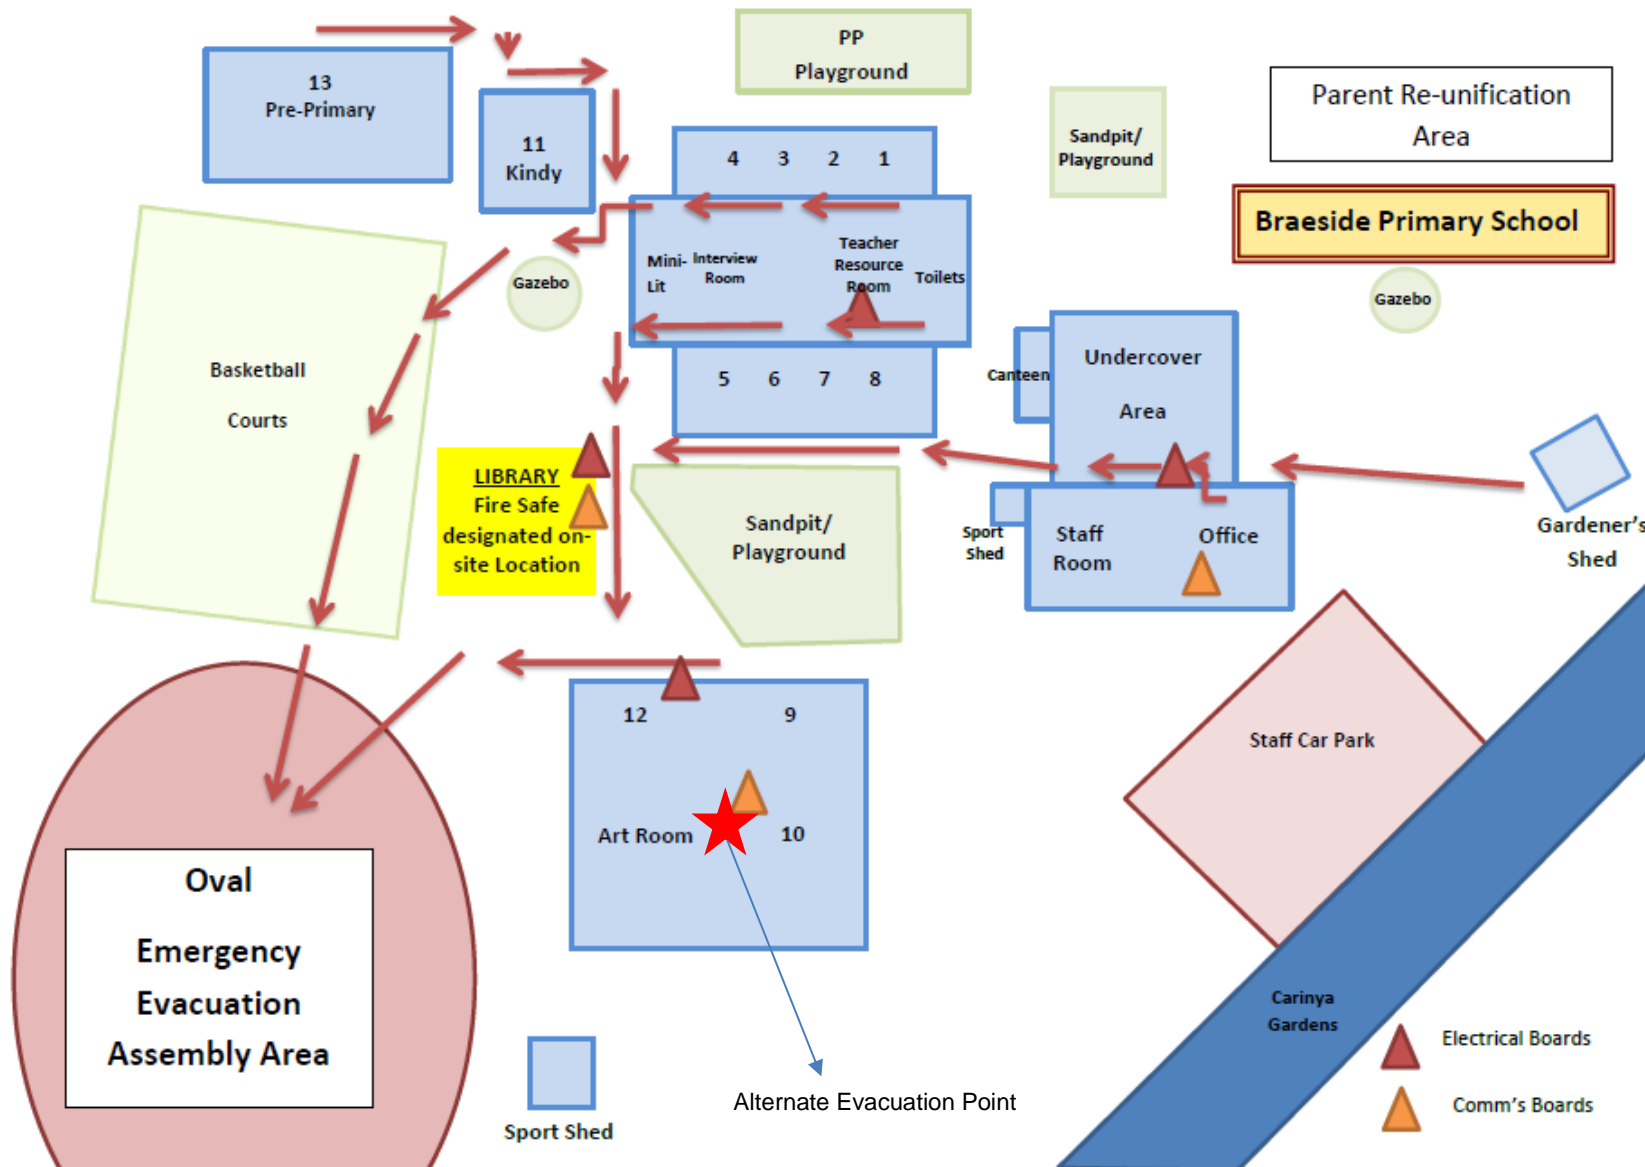 PP
Playground
13
Pre-Primary
11
Kindy
Parent Re-unification
Area
Sandpit/
Playground
4 3 2 1
Braeside Primary School
Mini-
Lit
Interview
Room
Teacher
Resource
Room
Toilets
Gazebo
Gazebo
Basketball
Courts
5 6 7 8
Canteen
Undercover
Area
LIBRARY
Fire Safe
designated on-
site Location
Sandpit/
Playground
Sport
Shed
Staff
Room
Office
Gardener's
Shed
12 9
Art Room 10
Staff Car Park
Oval
Emergency
Evacuation
Assembly Area
Carinya
Gardens
Electrical Boards
Comm's Boards
Alternate Evacuation Point
Sport Shed